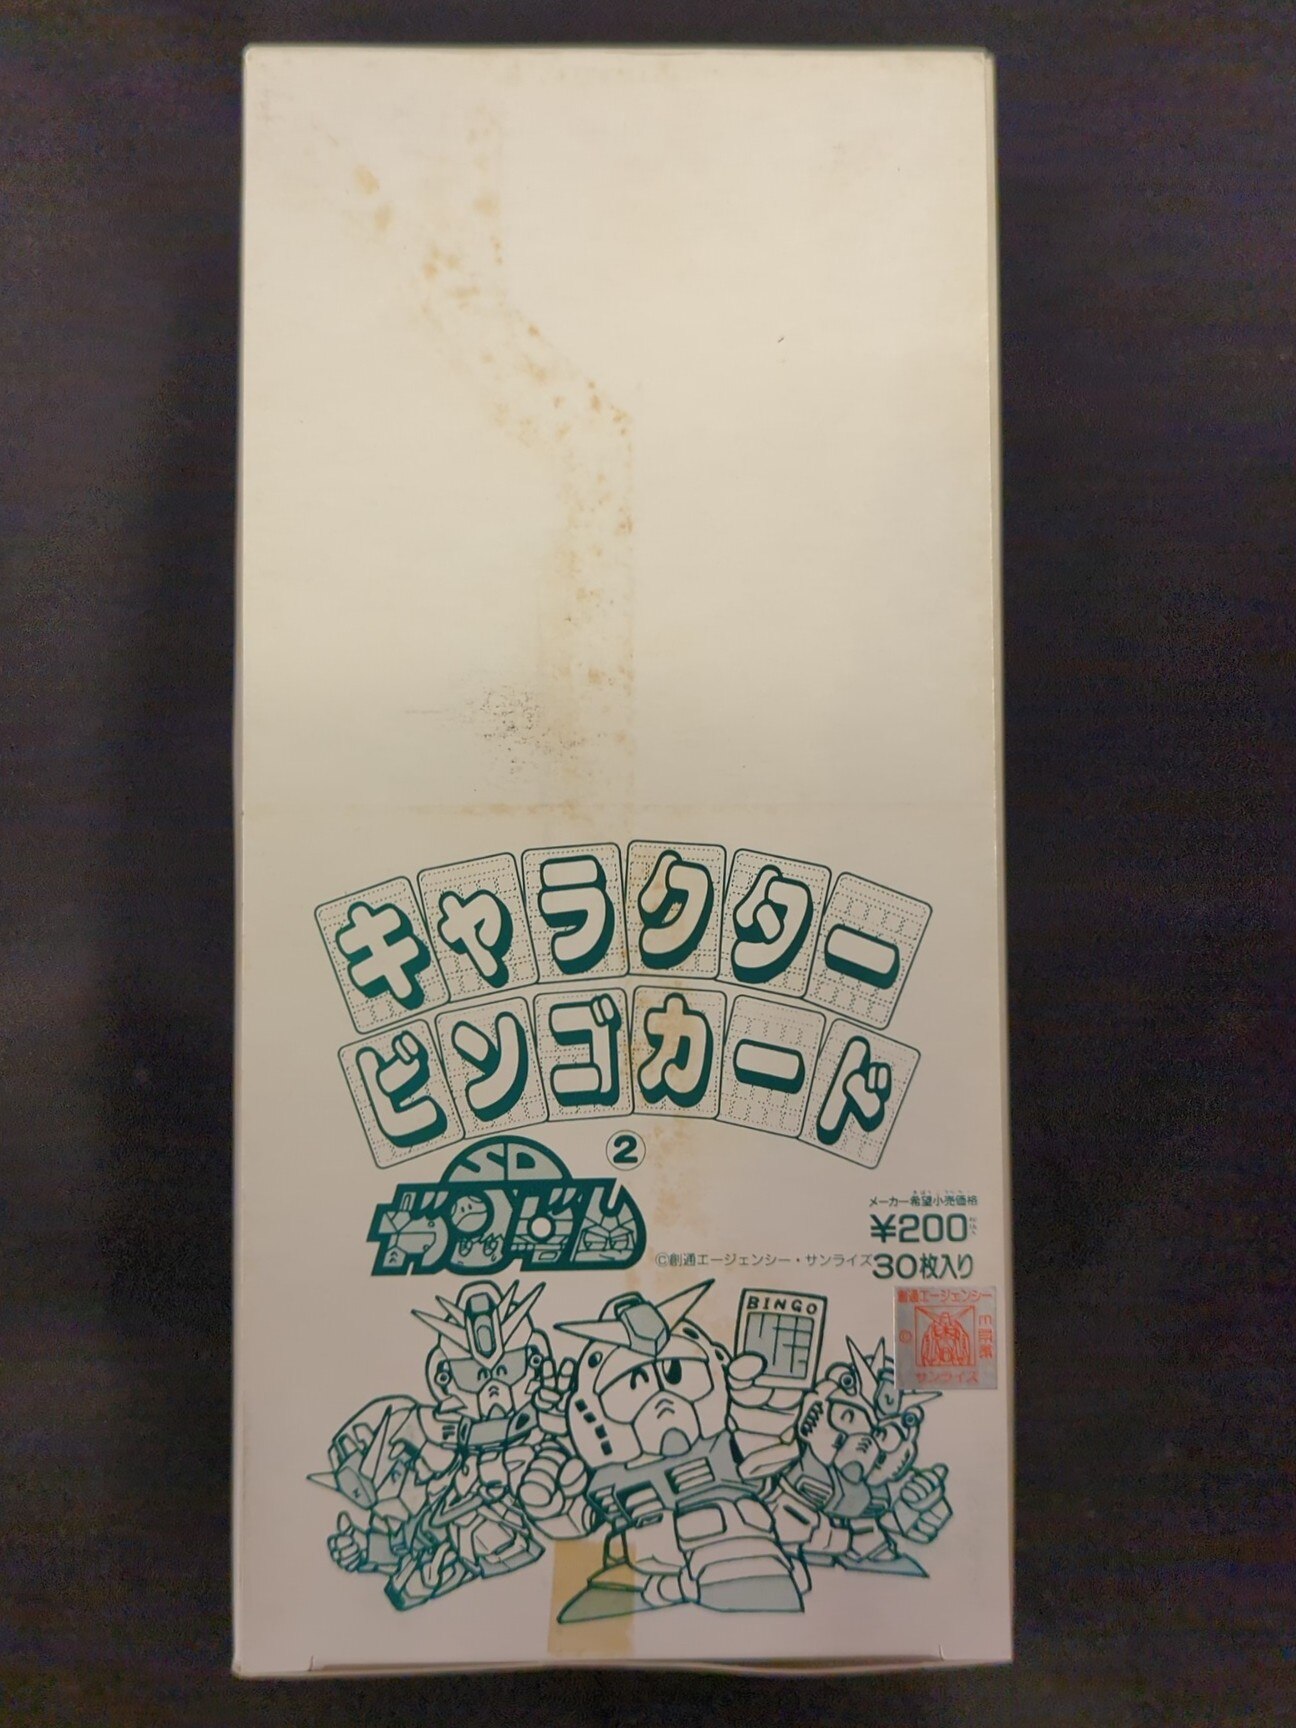 キャラクター
ビンゴカード
②
SD
ガンダム
メーカー希望小売価格
¥200
©創通エージェンシー・サンライズ
30枚入り
BINGO
創通エージェンシー
©
サンライズ